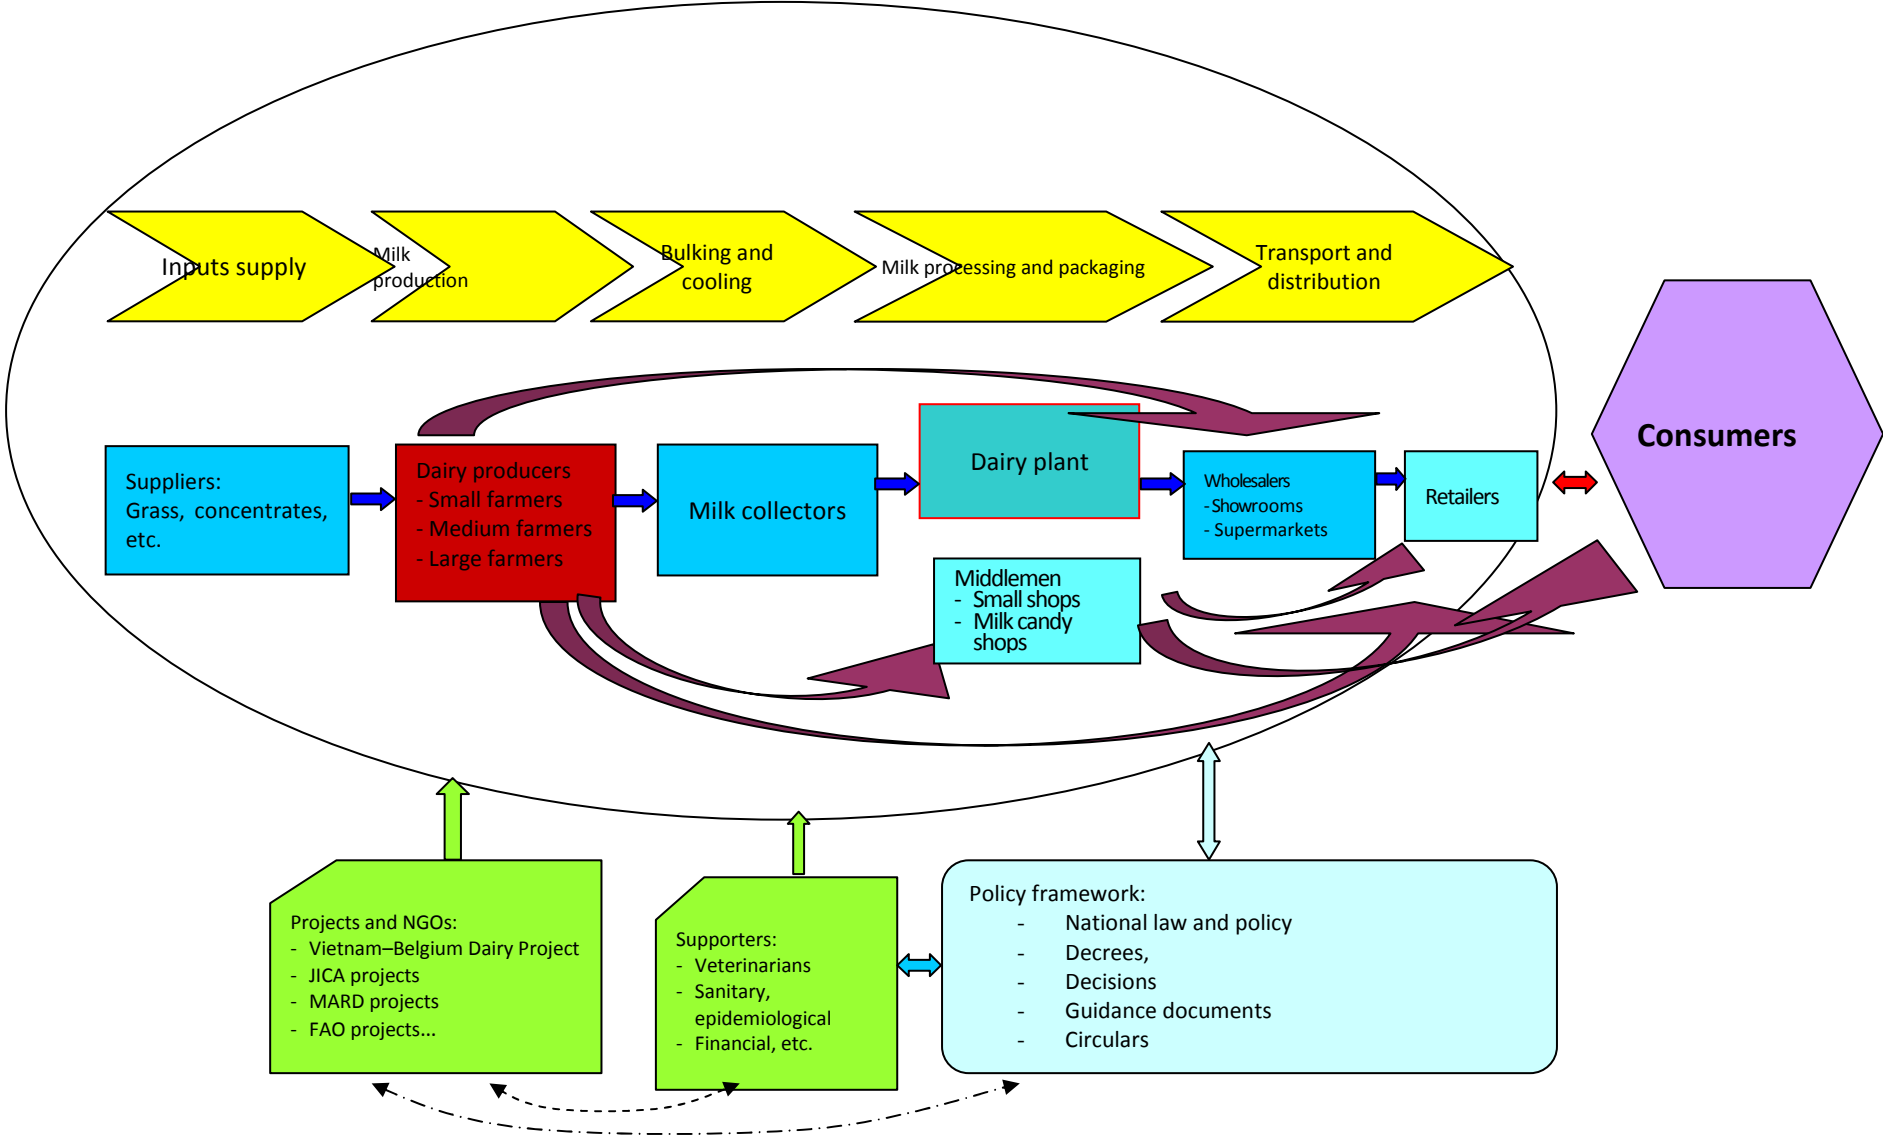 Inputs supply
Milk
production
Bulking and
cooling
Milk processing and packaging
Transport and
distribution
Consumers
Suppliers:
Grass, concentrates,
etc.
Dairy producers
- Small farmers
- Medium farmers
- Large farmers
Milk collectors
Dairy plant
Wholesalers
-Showrooms
- Supermarkets
Retailers
Middlemen
- Small shops
- Milk candy
shops
Projects and NGOs:
- Vietnam–Belgium Dairy Project
- JICA projects
- MARD projects
- FAO projects...
Supporters:
- Veterinarians
- Sanitary,
epidemiological
- Financial, etc.
Policy framework:
- National law and policy
- Decrees,
- Decisions
- Guidance documents
- Circulars